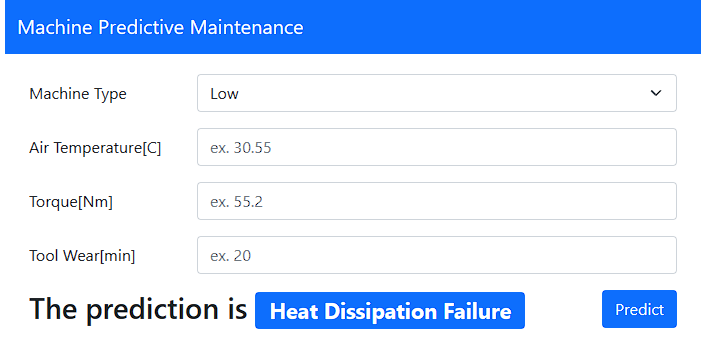 Machine Predictive Maintenance
Machine Type Low
Air Temperature[C] ex. 30.55
Torque[Nm] ex. 55.2
Tool Wear[min] ex. 20
The prediction is Heat Dissipation Failure Predict